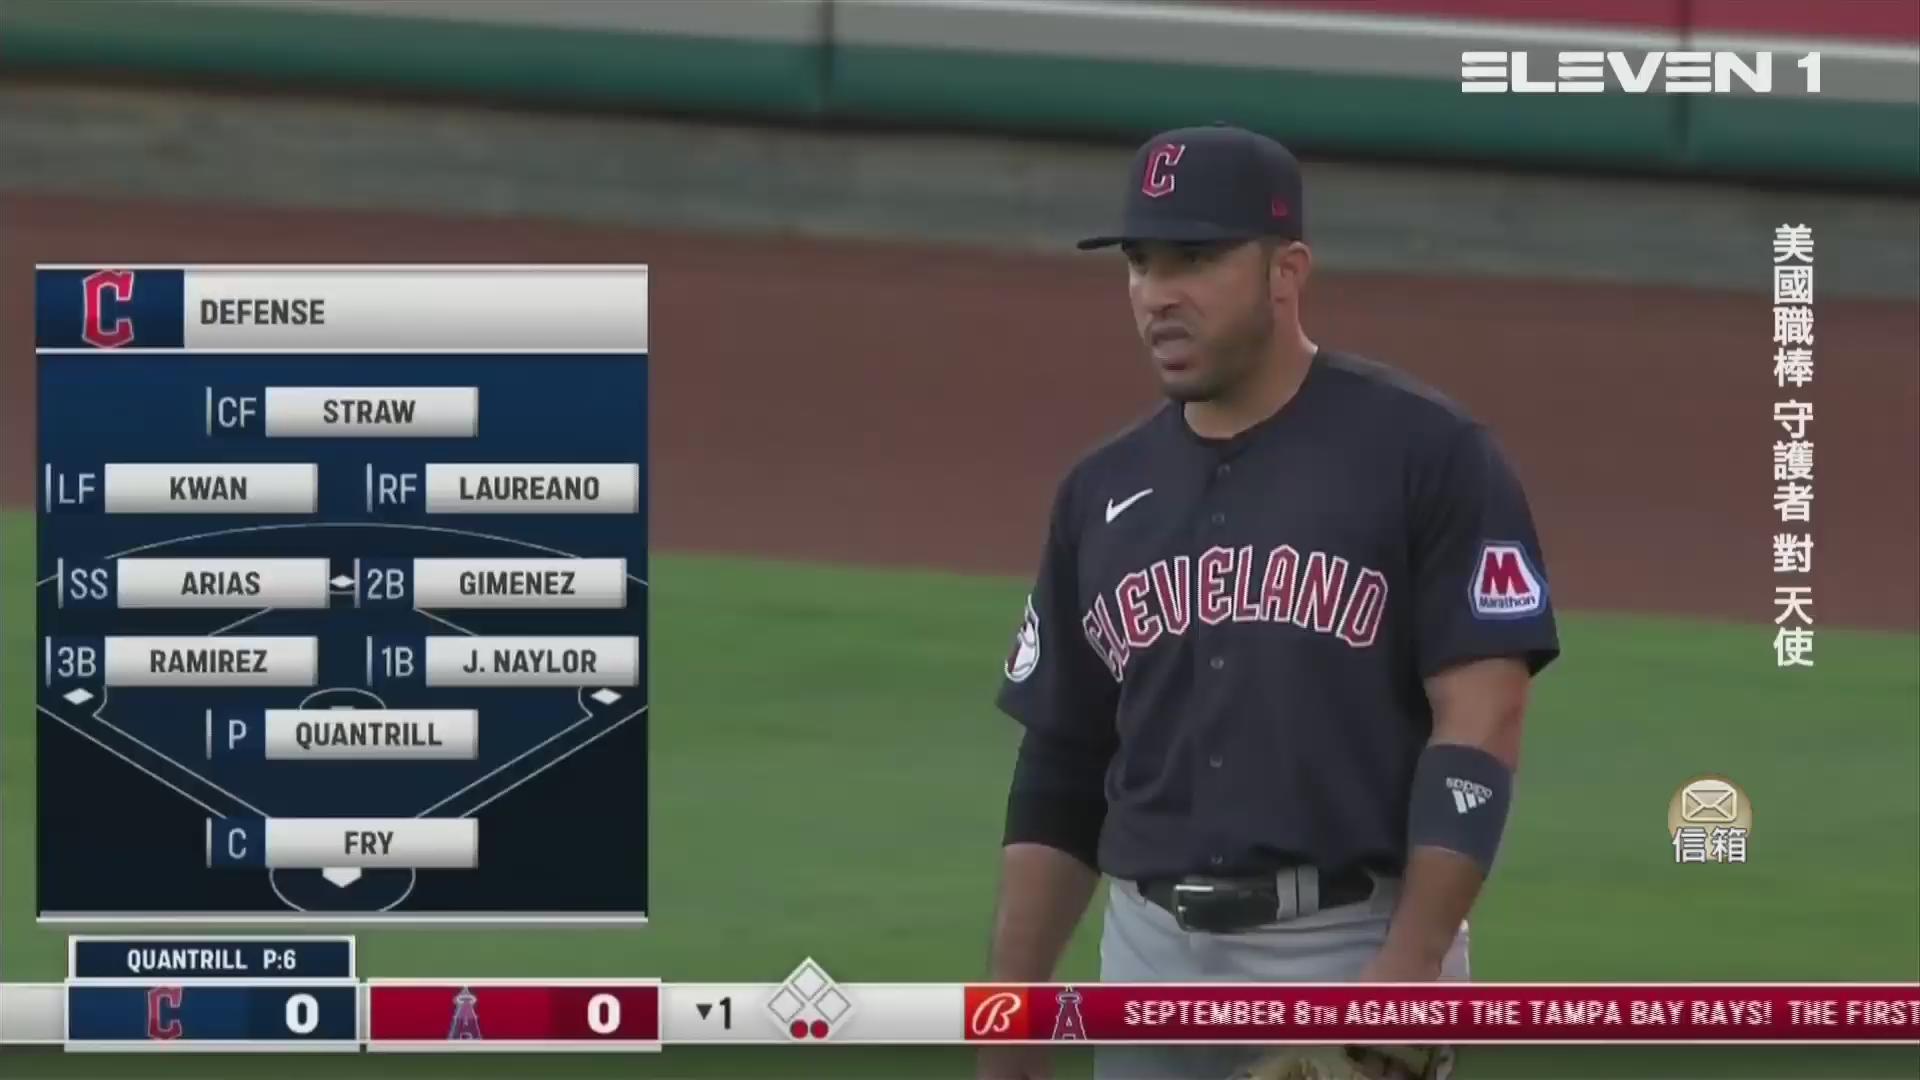 ELEVEN 1
C
C
DEFENSE
CF STRAW
LF KWAN
RF LAUREANO
SS ARIAS
2B GIMENEZ
3B RAMIREZ
1B J. NAYLOR
P QUANTRILL
C FRY
CLEVELAND
M
Marathon
adidas
美國職棒 守護者 對 天使
信箱
QUANTRILL P:6
C 0
A 0
▼1
B
A
SEPTEMBER 8TH AGAINST THE TAMPA BAY RAYS! THE FIRST